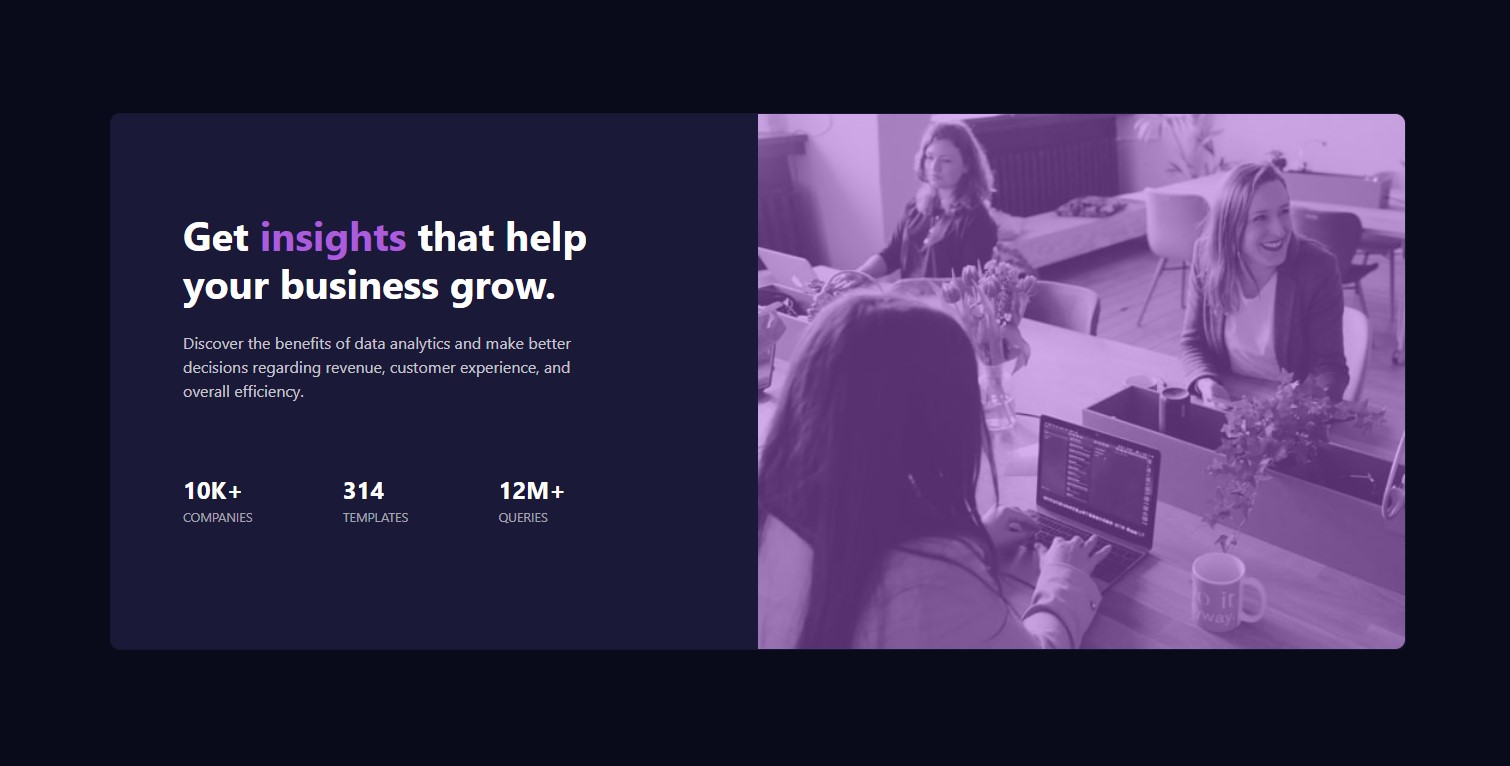 Get insights that help
your business grow.
Discover the benefits of data analytics and make better
decisions regarding revenue, customer experience, and
overall efficiency.
10K+ 314 12M+
COMPANIES TEMPLATES QUERIES
it